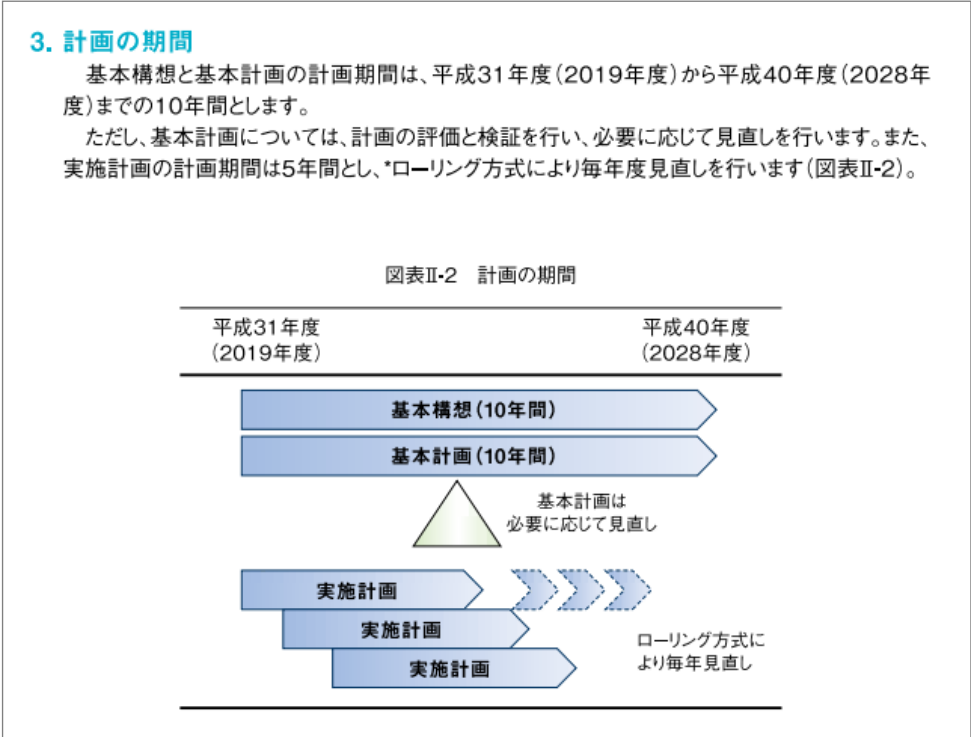 3. 計画の期間
基本構想と基本計画の計画期間は、平成31年度(2019年度)から平成40年度(2028年
度)までの10年間とします。
ただし、基本計画については、計画の評価と検証を行い、必要に応じて見直しを行います。また、
実施計画の計画期間は5年間とし、*ローリング方式により毎年度見直しを行います(図表Ⅱ-2)。
図表Ⅱ-2 計画の期間
平成31年度
(2019年度)
平成40年度
(2028年度)
基本構想(10年間)
基本計画(10年間)
基本計画は
必要に応じて見直し
実施計画
実施計画
実施計画
ローリング方式に
より毎年見直し